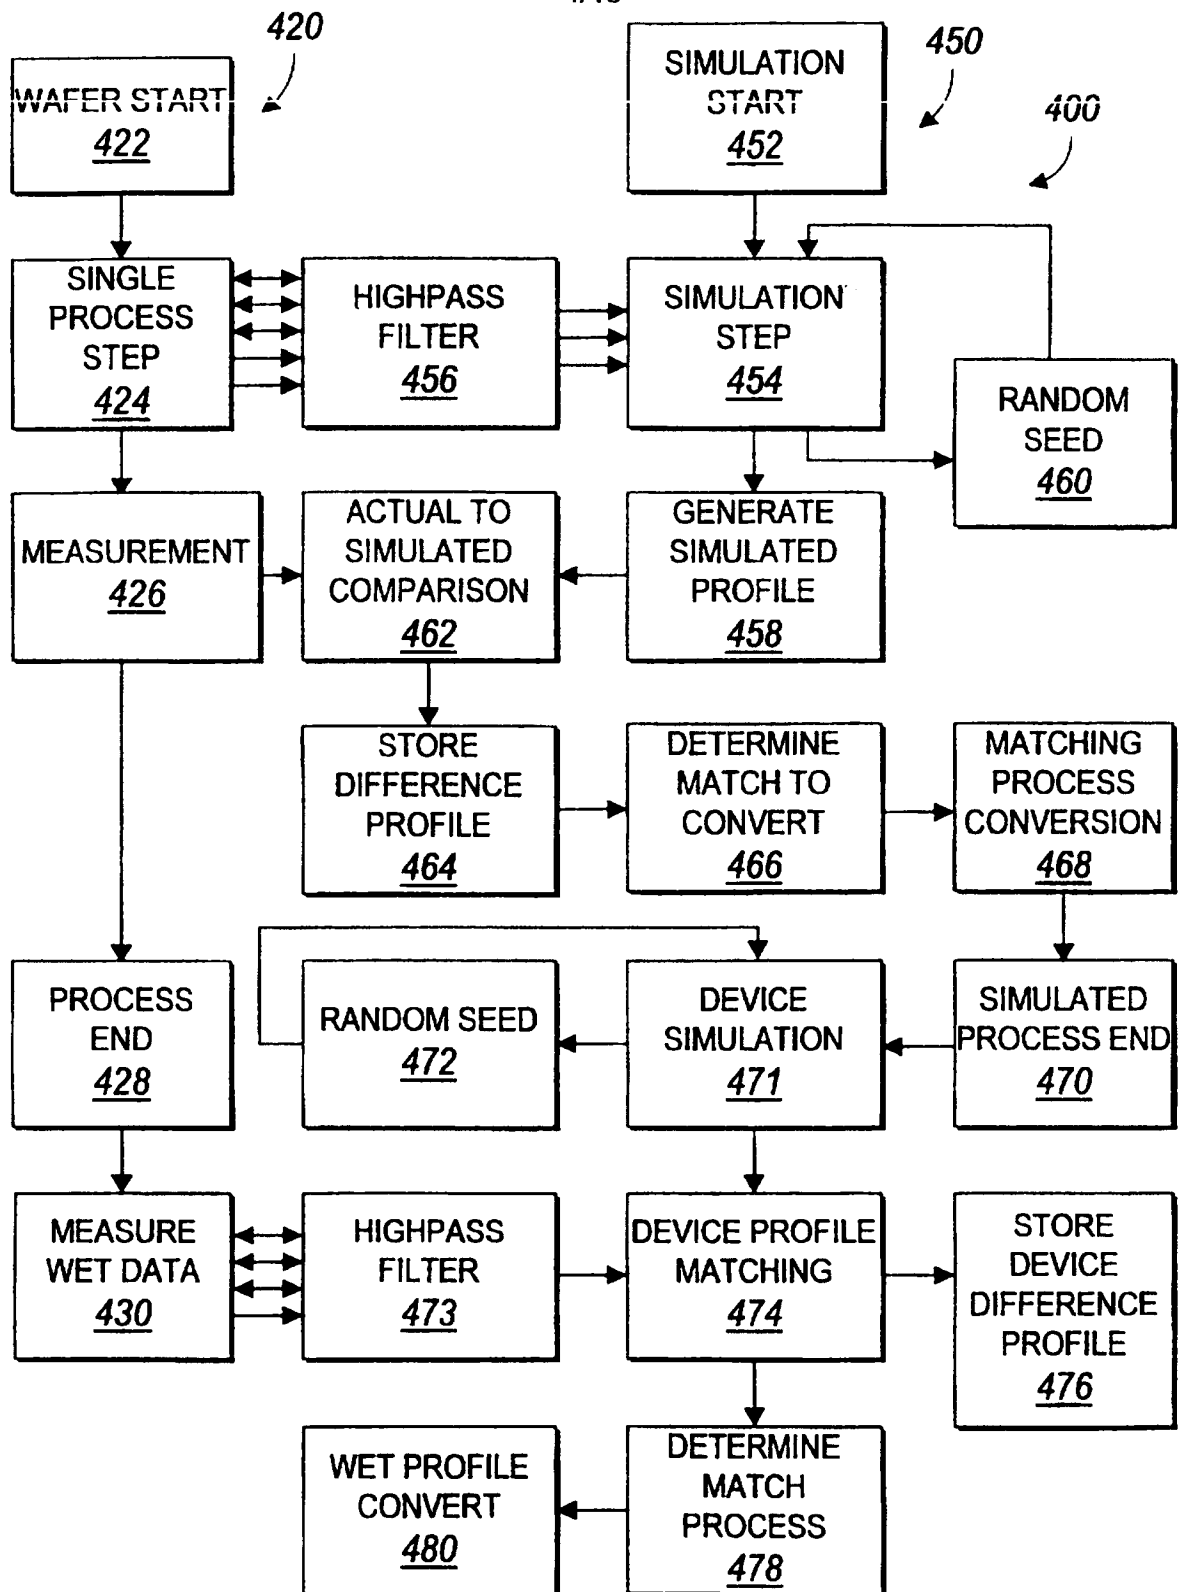 420
450
400
WAFER START
422
SIMULATION
START
452
SINGLE
PROCESS
STEP
424
HIGHPASS
FILTER
456
SIMULATION
STEP
454
RANDOM
SEED
460
MEASUREMENT
426
ACTUAL TO
SIMULATED
COMPARISON
462
GENERATE
SIMULATED
PROFILE
458
STORE
DIFFERENCE
PROFILE
464
DETERMINE
MATCH TO
CONVERT
466
MATCHING
PROCESS
CONVERSION
468
PROCESS
END
428
RANDOM SEED
472
DEVICE
SIMULATION
471
SIMULATED
PROCESS END
470
MEASURE
WET DATA
430
HIGHPASS
FILTER
473
DEVICE PROFILE
MATCHING
474
STORE
DEVICE
DIFFERENCE
PROFILE
476
WET PROFILE
CONVERT
480
DETERMINE
MATCH
PROCESS
478